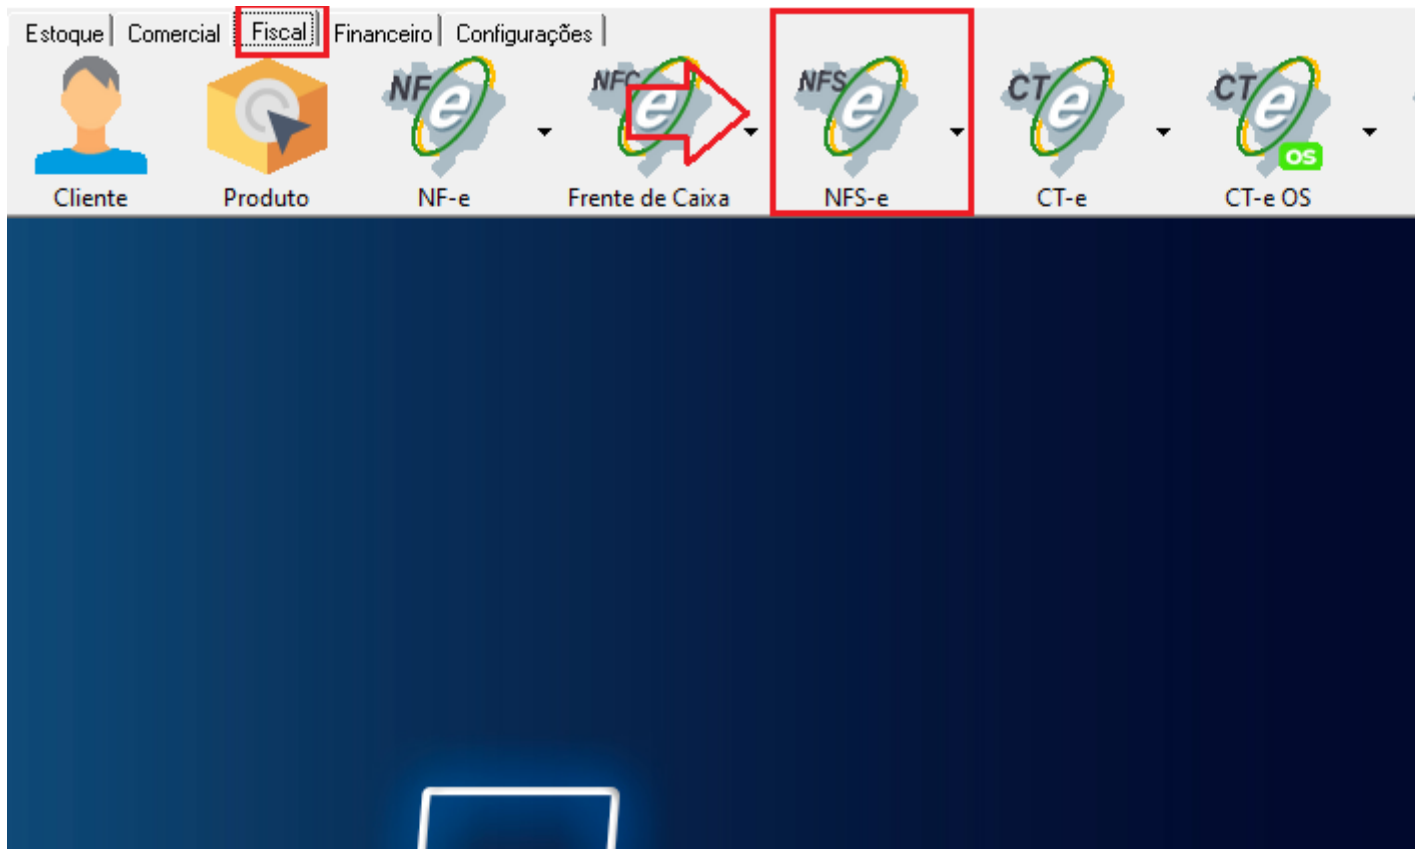 Estoque Comercial Fiscal Financeiro Configurações
NF NFC NFS CT CT
e e e e e
os
Cliente Produto NF-e Frente de Caixa NFS-e CT-e CT-e OS